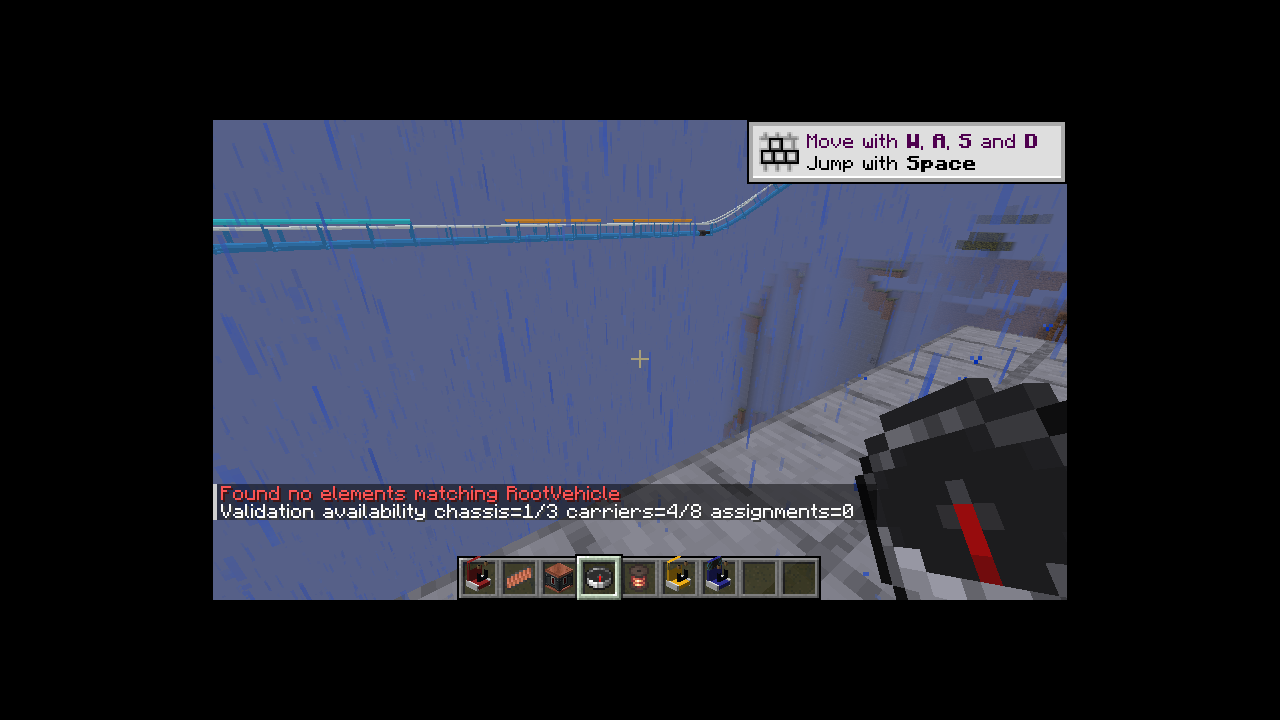 Move with W, A, S and D
Jump with Space
Found no elements matching RootVehicle
Validation availability chassis=1/3 carriers=4/8 assignments=0